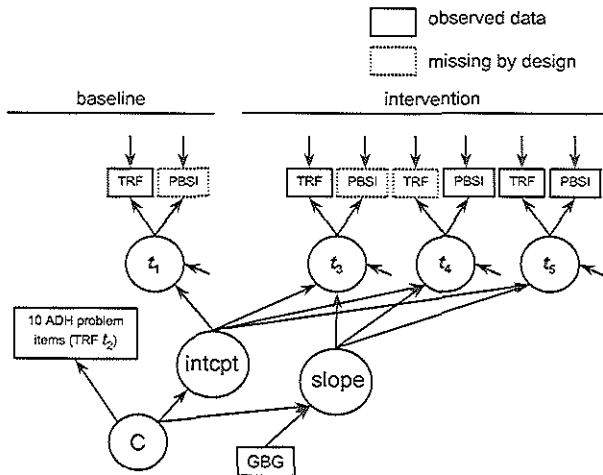 observed data
missing by design
baseline intervention
TRF PBSI TRF PBSI TRF PBSI TRF PBSI
t₁ t₃ t₄ t₅
10 ADH problem
items (TRF t₂)
intcpt
slope
C
GBG